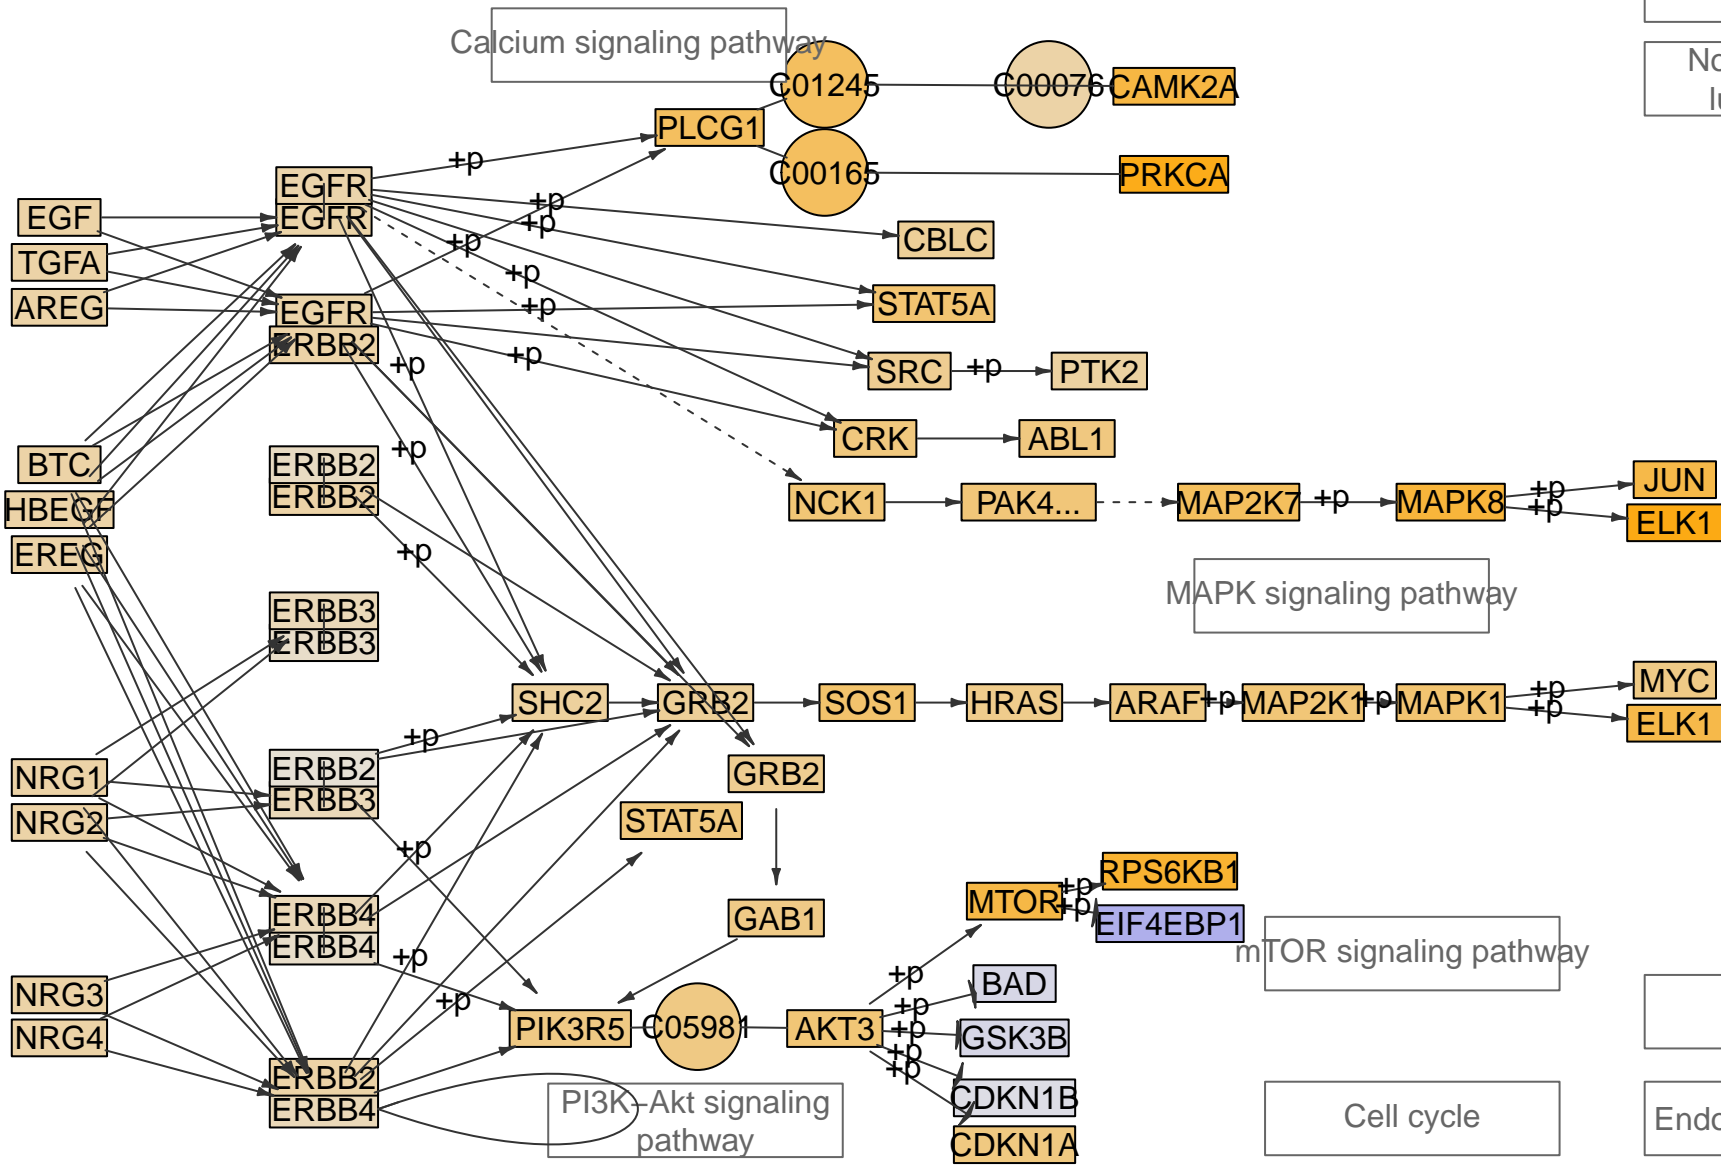 Calcium signaling pathway
No
lu
C01245
C00076
CAMK2A
PLCG1
C00165
PRKCA
+p
EGFR
EGFR
EGF
TGFA
AREG
+p
+p
+p
CBLC
+p
STAT5A
+p
EGFR
ERBB2
+p
+p
SRC
+p
PTK2
CRK
ABL1
+p
BTC
HBEGF
EREG
ERBB2
ERBB2
NCK1
PAK4...
MAP2K7
+p
MAPK8
+p
+p
JUN
ELK1
+p
MAPK signaling pathway
ERBB3
ERBB3
SHC2
GRB2
SOS1
HRAS
ARAF
+p
MAP2K1
+p
MAPK1
+p
+p
MYC
ELK1
+p
NRG1
NRG2
ERBB2
ERBB3
GRB2
STAT5A
+p
ERBB4
ERBB4
GAB1
MTOR
+p
+p
RPS6KB1
EIF4EBP1
mTOR signaling pathway
+p
+p
+p
NRG3
NRG4
BAD
+p
+p
+p
+p
PIK3R5
C05981
AKT3
GSK3B
ERBB2
ERBB4
PI3K−Akt signaling
pathway
CDKN1B
CDKN1A
Cell cycle
Endo